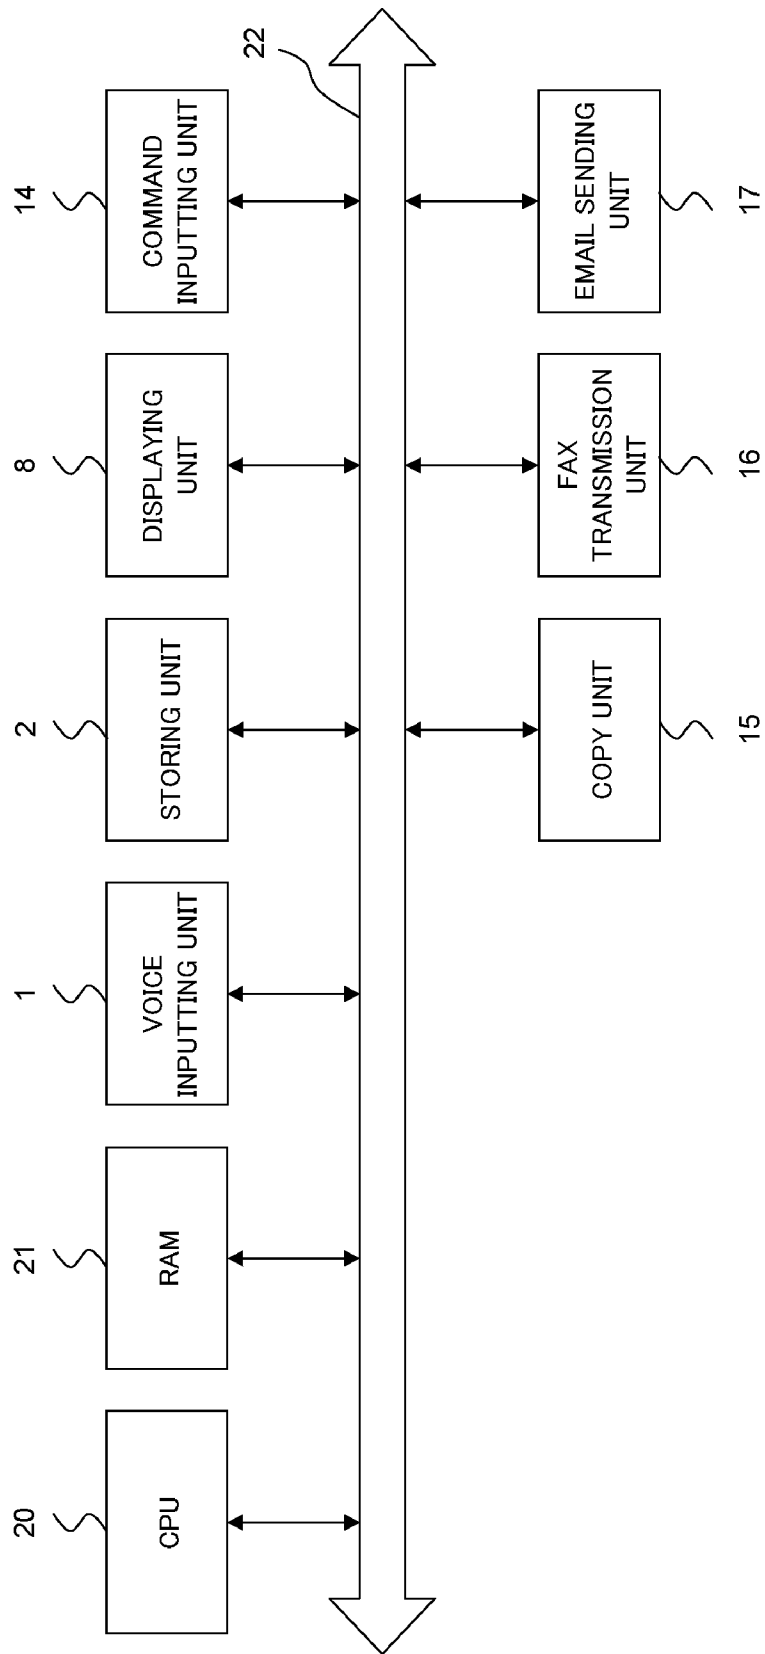 20
21
1
2
8
14
CPU
RAM
VOICE
INPUTTING UNIT
STORING UNIT
DISPLAYING
UNIT
COMMAND
INPUTTING UNIT
22
COPY UNIT
FAX
TRANSMISSION
UNIT
EMAIL SENDING
UNIT
15
16
17